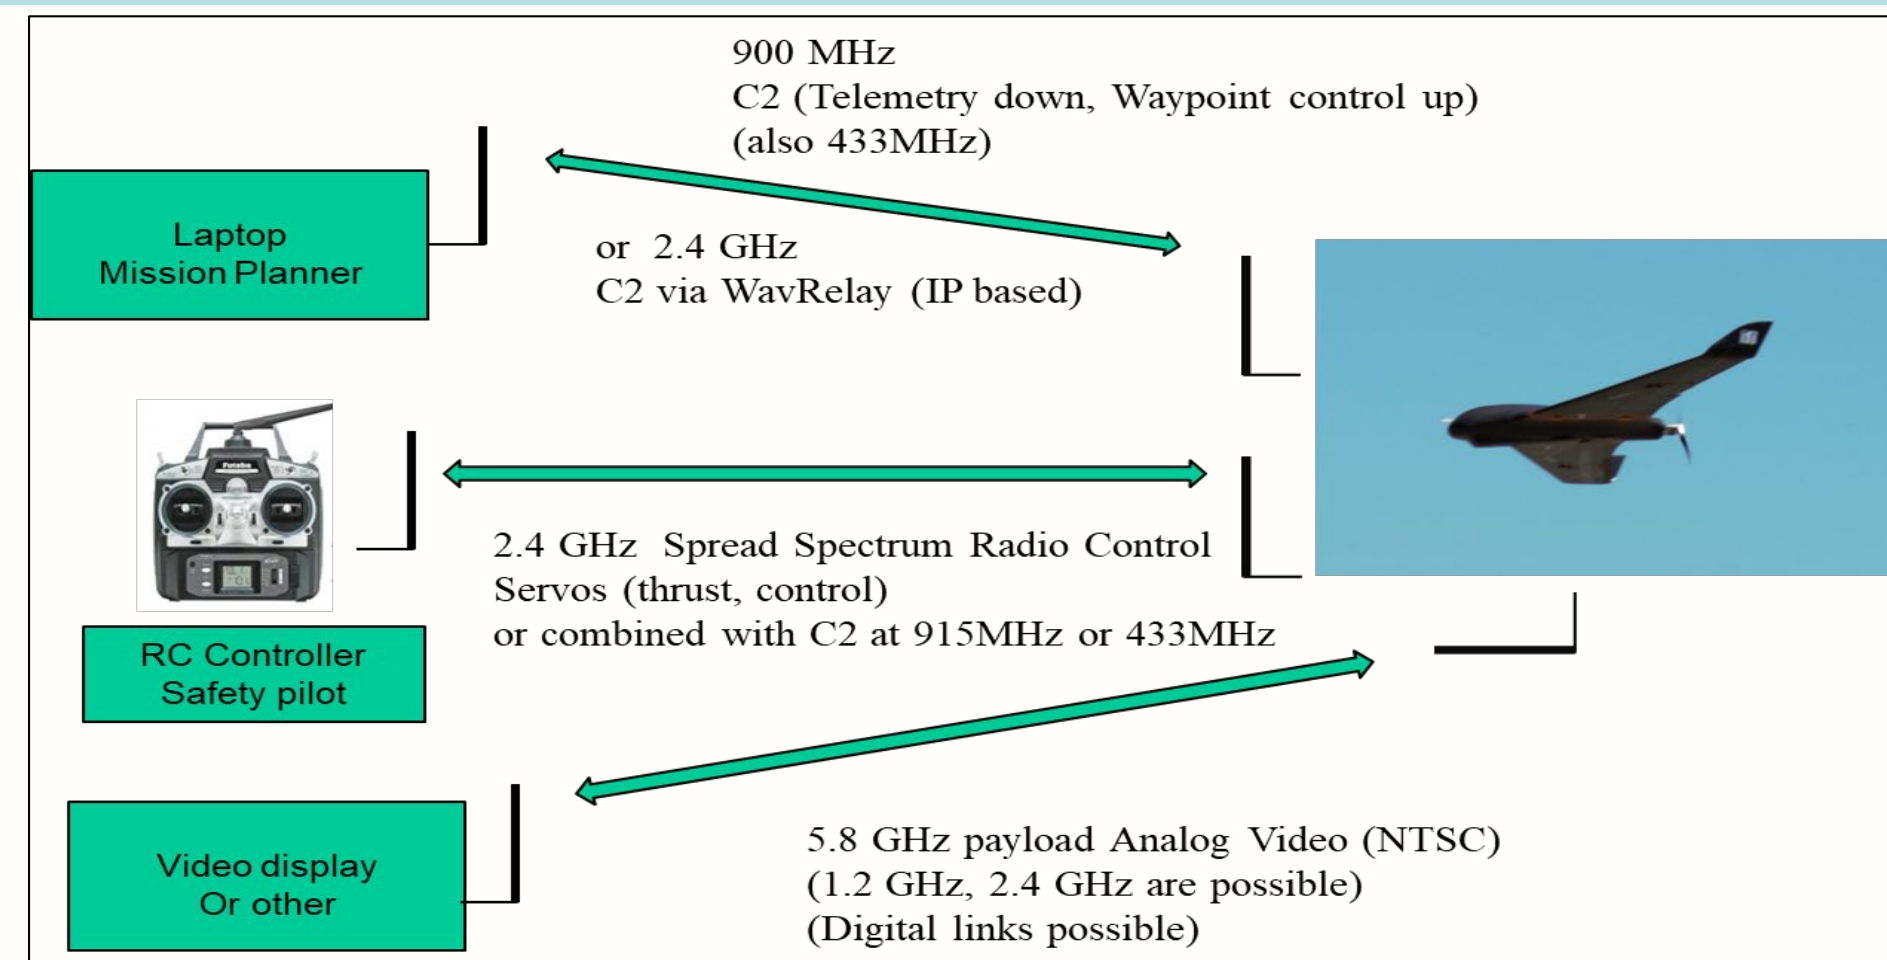 900 MHz
C2 (Telemetry down, Waypoint control up)
(also 433MHz)
Laptop
Mission Planner
or 2.4 GHz
C2 via WavRelay (IP based)
Futaba
2.4 GHz Spread Spectrum Radio Control
Servos (thrust, control)
or combined with C2 at 915MHz or 433MHz
RC Controller
Safety pilot
Video display
Or other
5.8 GHz payload Analog Video (NTSC)
(1.2 GHz, 2.4 GHz are possible)
(Digital links possible)